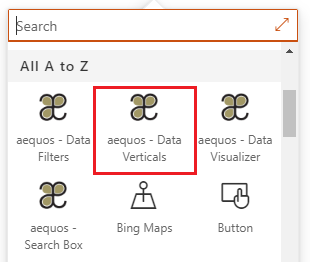 Search
All A to Z
aequos - Data
Filters
aequos - Data
Verticals
aequos - Data
Visualizer
aequos -
Search Box
Bing Maps
Button